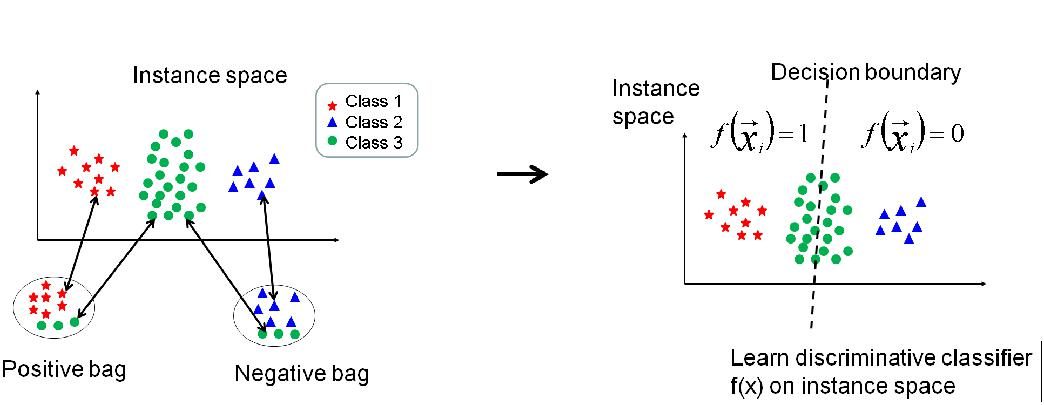 Instance space
Class 1
Class 2
Class 3
Positive bag
Negative bag
Decision boundary
Instance
space
f(x⃗ᵢ)=1
f(x⃗ᵢ)=0
Learn discriminative classifier
f(x) on instance space